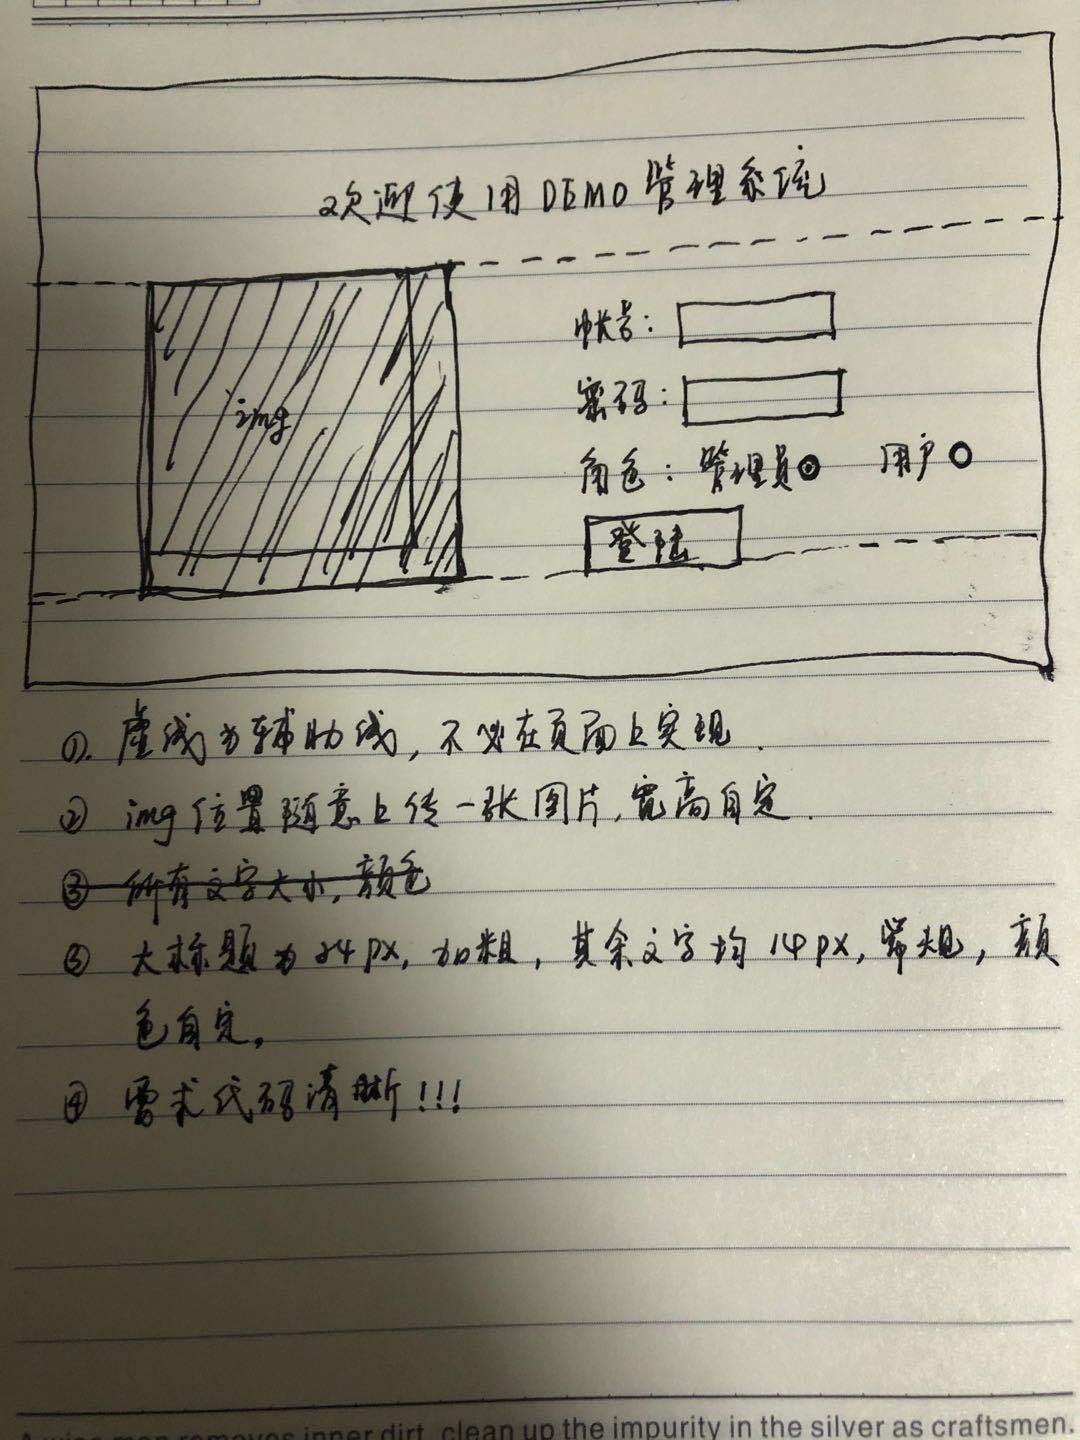 欢迎使用DEMO管理系统
img
帐号：
密码：
角色：管理员 用户
登陆
①. 虚线为辅助线，不必在页面上实现.
② img位置随意上传一张图片，宽高自定.
③ 所有文字大小，颜色
③ 大标题为24px，加粗，其余文字均14px，常规，颜
色自定。
④ 要求代码清晰!!!
removes inner dirt, clean up the impurity in the silver as craftsmen.